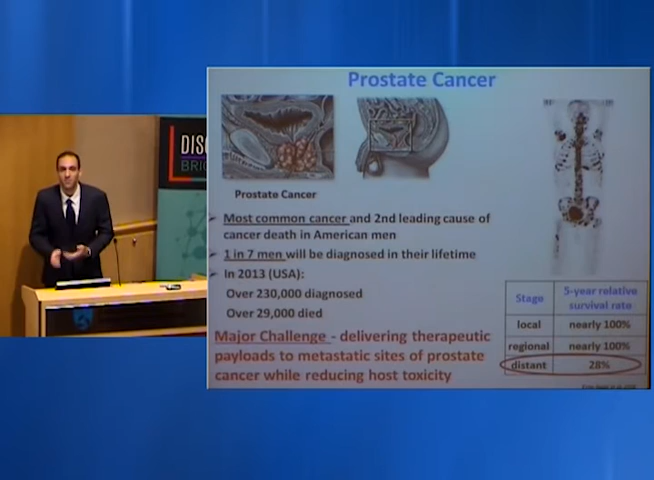 Prostate Cancer
Prostate Cancer
Most common cancer and 2nd leading cause of
cancer death in American men
1 in 7 men will be diagnosed in their lifetime
In 2013 (USA):
Over 230,000 diagnosed
Over 29,000 died
Major Challenge - delivering therapeutic
payloads to metastatic sites of prostate
cancer while reducing host toxicity
Stage 5-year relative
survival rate
local nearly 100%
regional nearly 100%
distant 28%
DISC
BRI